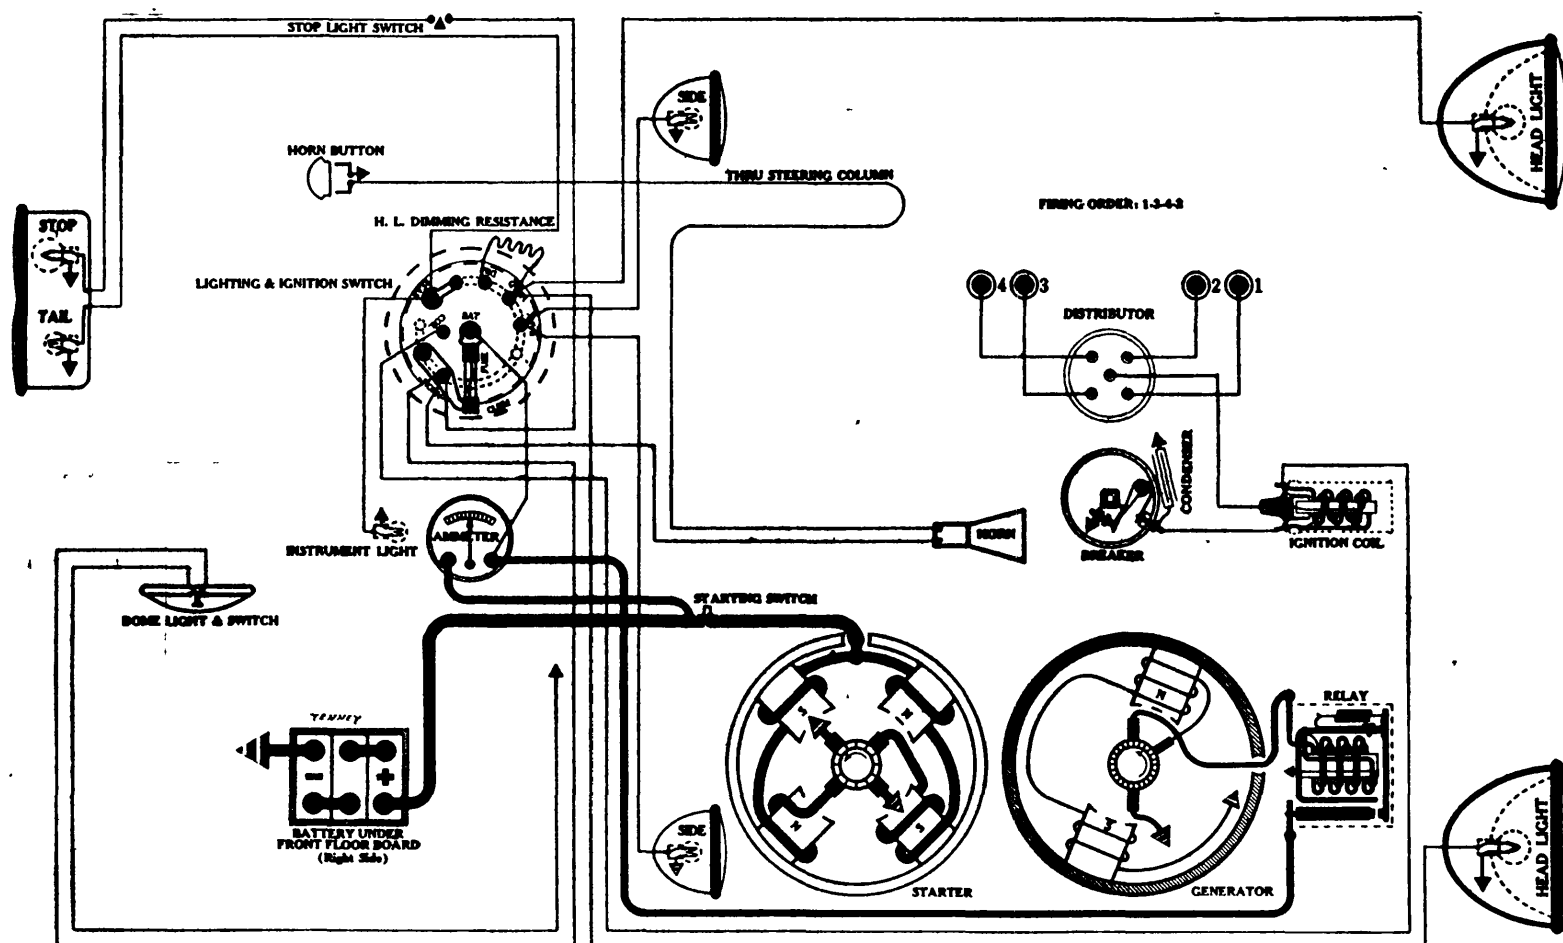 STOP LIGHT SWITCH
SIDE
HEAD LIGHT
HORN BUTTON
THRU STEERING COLUMN
FIRING ORDER: 1-3-4-2
STOP
H. L. DIMMING RESISTANCE
LIGHTING & IGNITION SWITCH
BAT
FUSE
TAIL
4
3
2
1
DISTRIBUTOR
CONDENSER
AMMETER
INSTRUMENT LIGHT
HORN
BREAKER
IGNITION COIL
DOME LIGHT & SWITCH
STARTING SWITCH
RELAY
N
S
N
- +
BATTERY UNDER
FRONT FLOOR BOARD
(Right Side)
SIDE
N
S
STARTER
GENERATOR
HEAD LIGHT